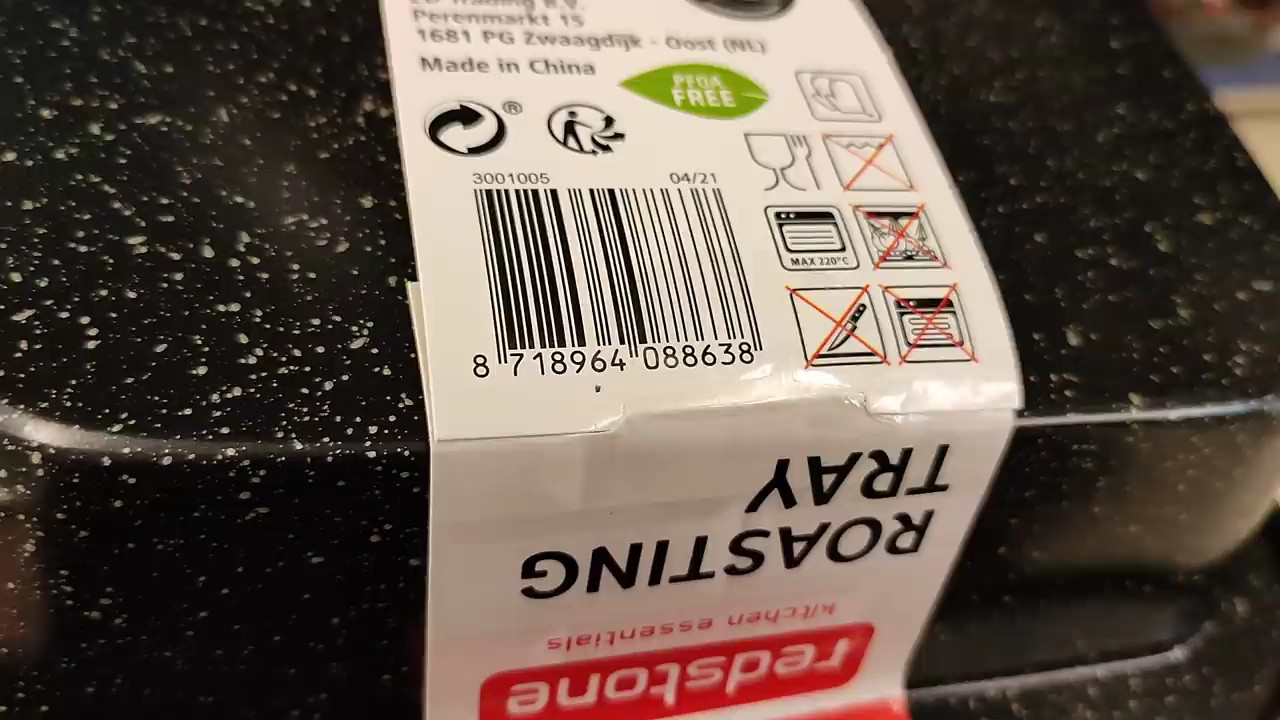 Trading B.V.
Perenmarkt 15
1681 PG Zwaagdijk - Oost (NL)
Made in China
PFOA
FREE
®
3001005 04/21
MAX 220°C
8 718964 088638
ROASTING
TRAY
kitchen essentials
redstone